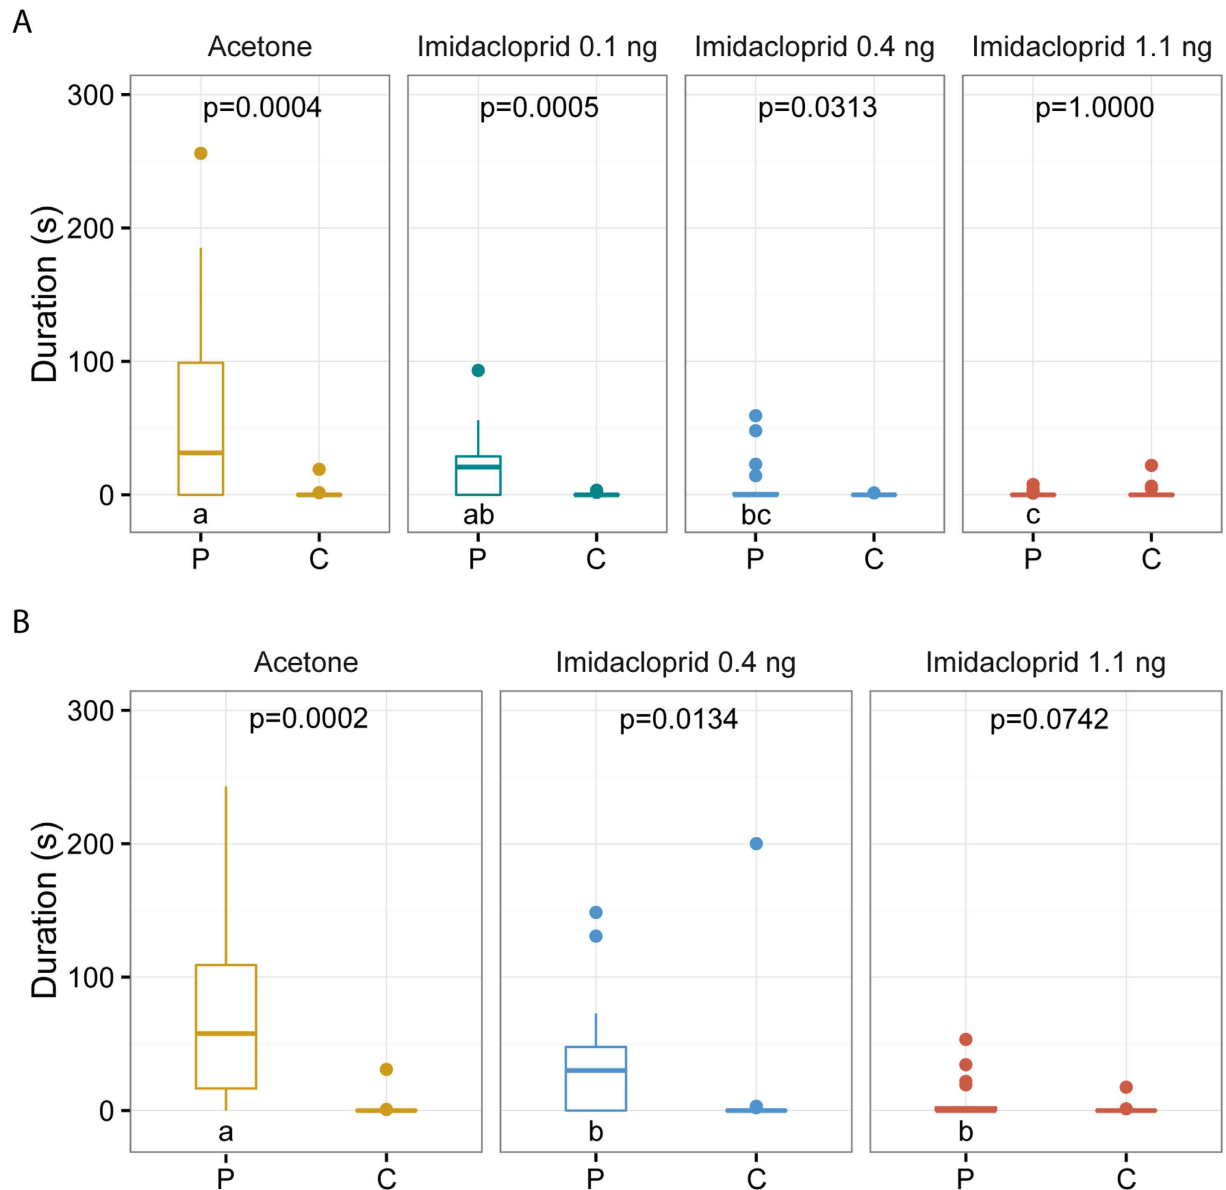 A
Acetone
Imidacloprid 0.1 ng
Imidacloprid 0.4 ng
Imidacloprid 1.1 ng
300
200
100
0
Duration (s)
p=0.0004
p=0.0005
p=0.0313
p=1.0000
a
ab
bc
c
P
C
P
C
P
C
P
C
B
Acetone
Imidacloprid 0.4 ng
Imidacloprid 1.1 ng
300
200
100
0
Duration (s)
p=0.0002
p=0.0134
p=0.0742
a
b
b
P
C
P
C
P
C